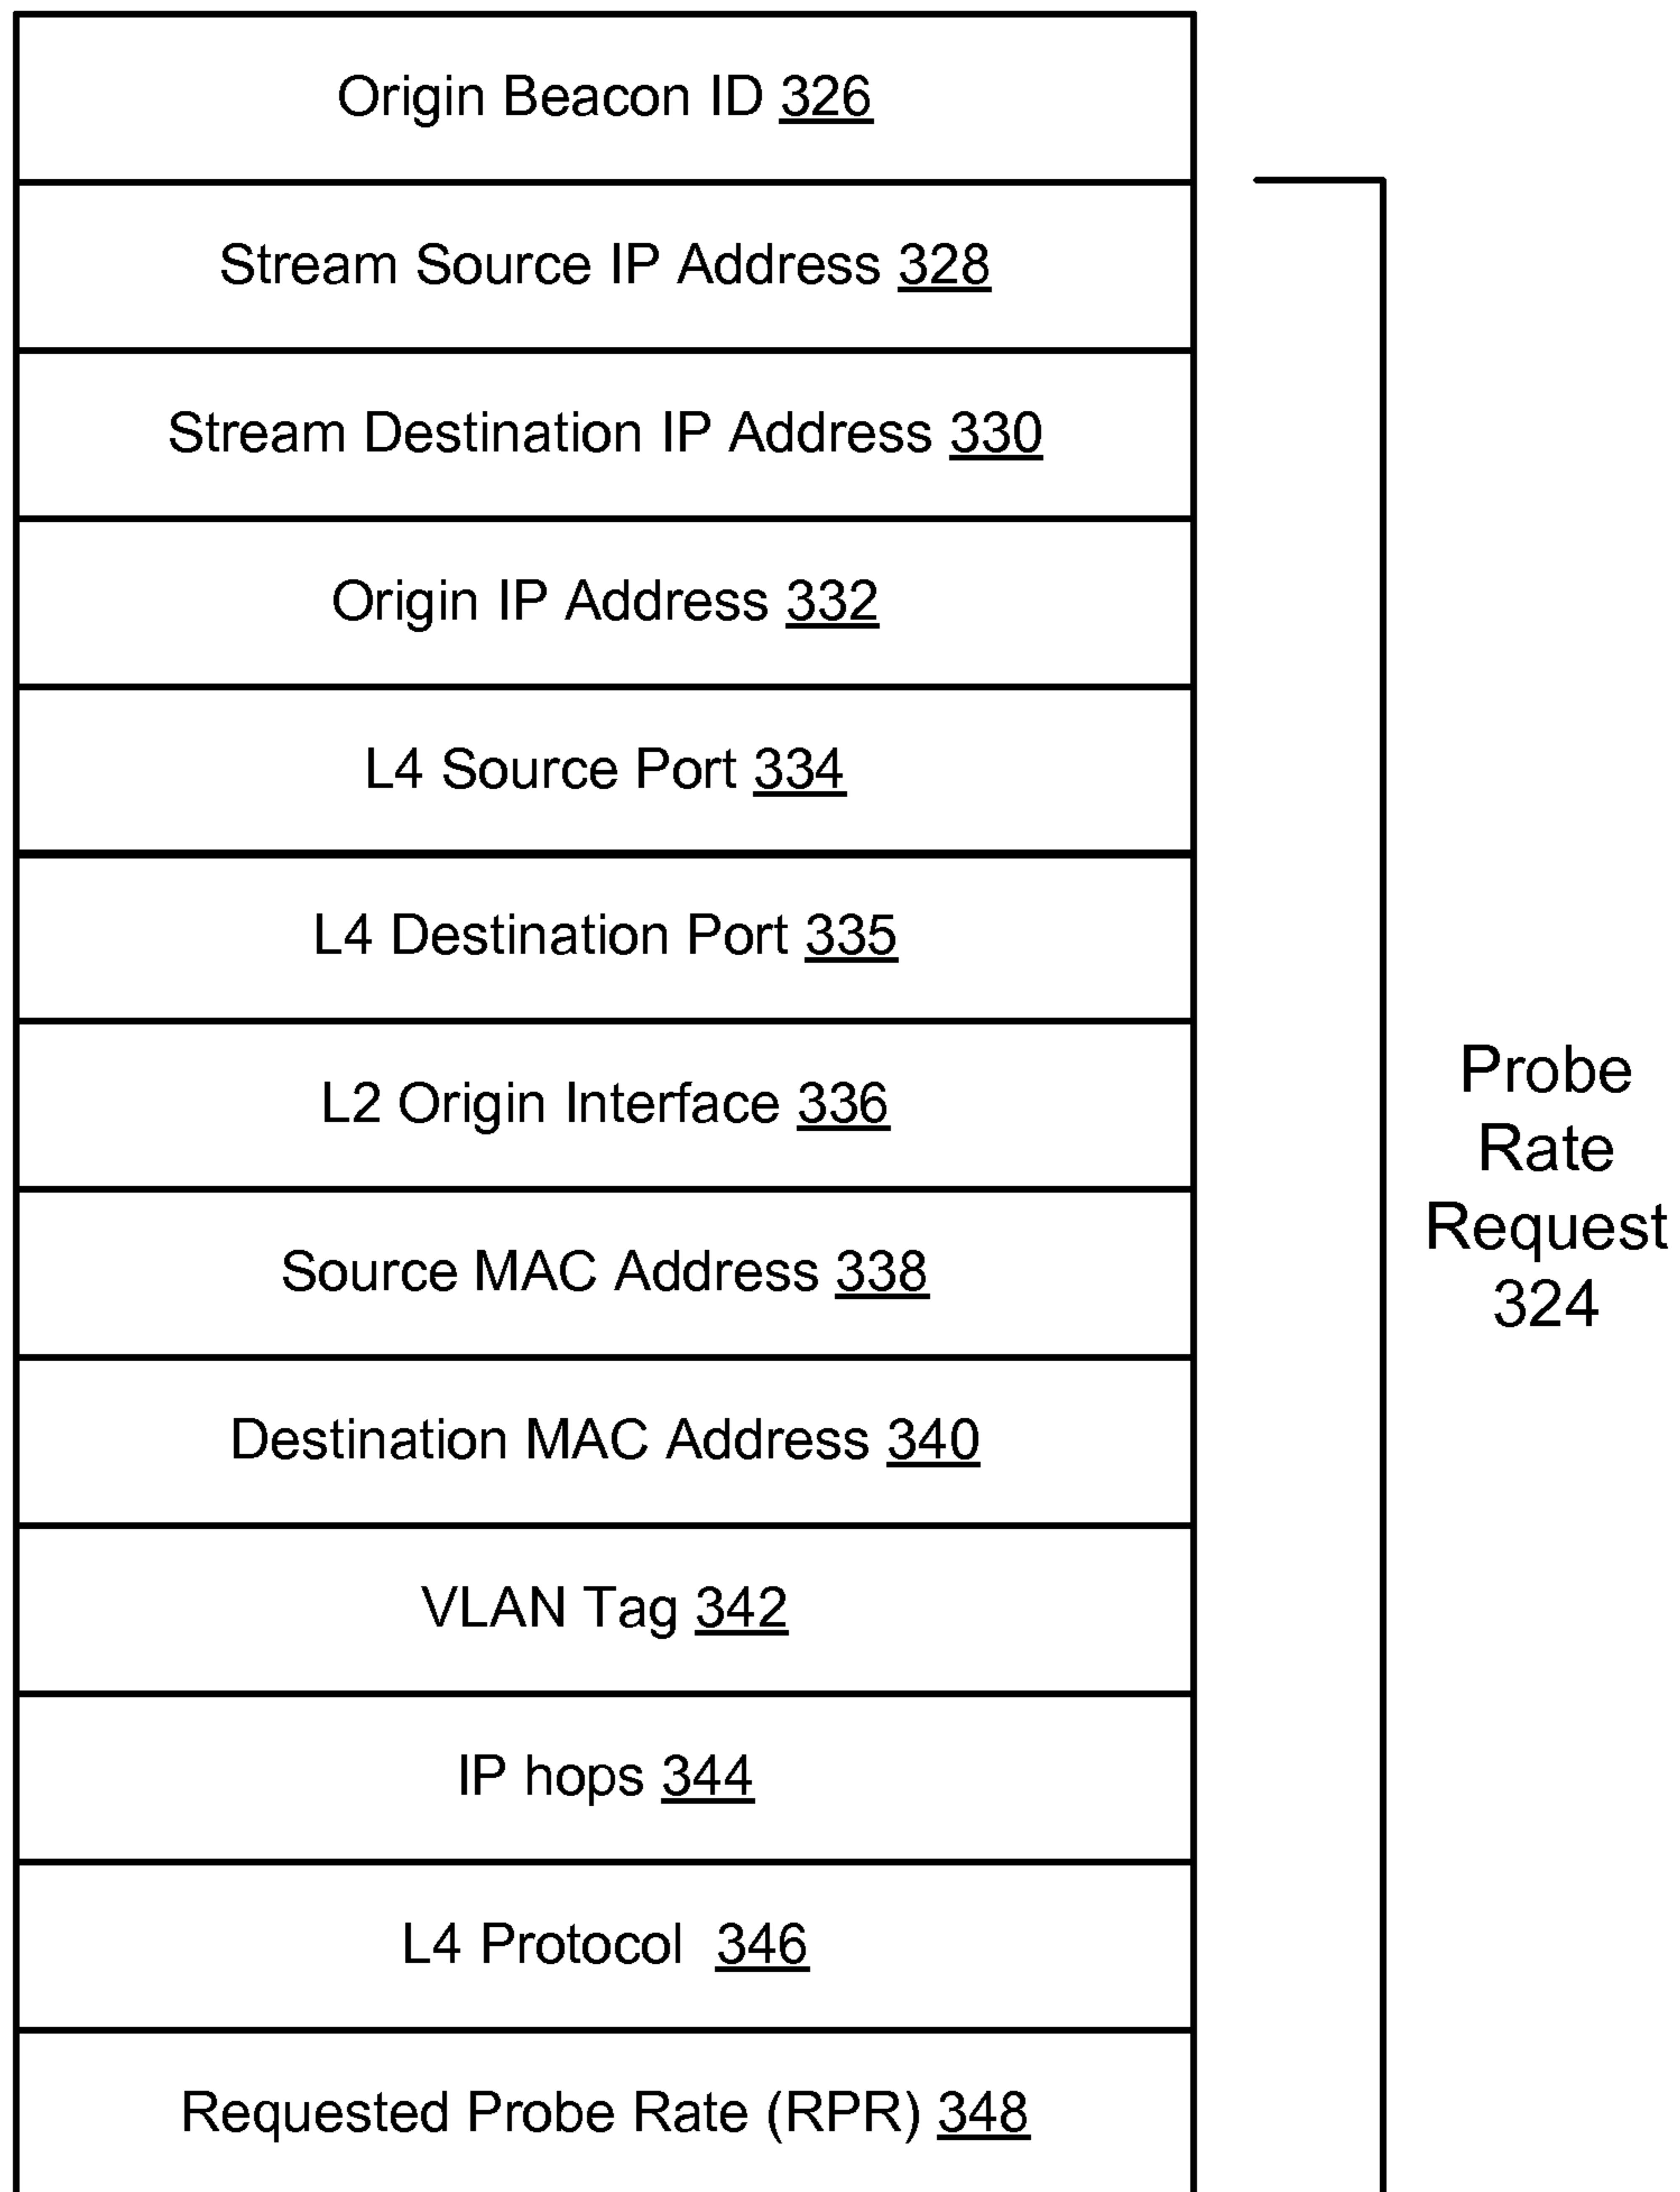 Origin Beacon ID 326
Stream Source IP Address 328
Stream Destination IP Address 330
Origin IP Address 332
L4 Source Port 334
L4 Destination Port 335
L2 Origin Interface 336
Source MAC Address 338
Destination MAC Address 340
VLAN Tag 342
IP hops 344
L4 Protocol 346
Requested Probe Rate (RPR) 348
Probe
Rate
Request
324